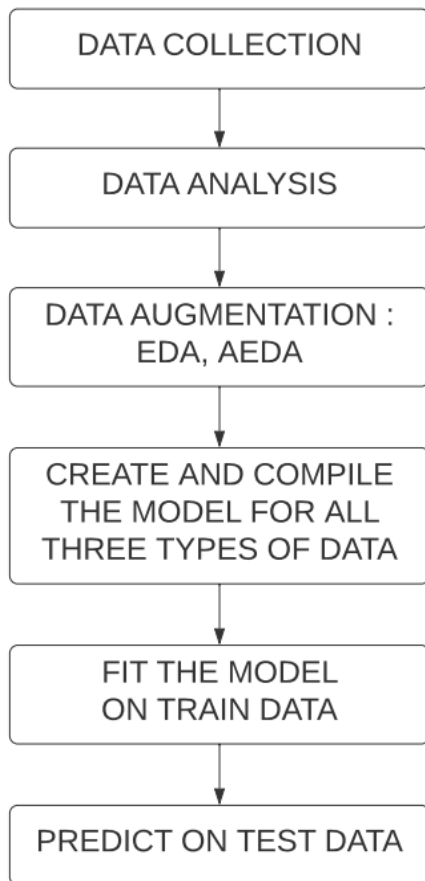 DATA COLLECTION
DATA ANALYSIS
DATA AUGMENTATION :
EDA, AEDA
CREATE AND COMPILE
THE MODEL FOR ALL
THREE TYPES OF DATA
FIT THE MODEL
ON TRAIN DATA
PREDICT ON TEST DATA